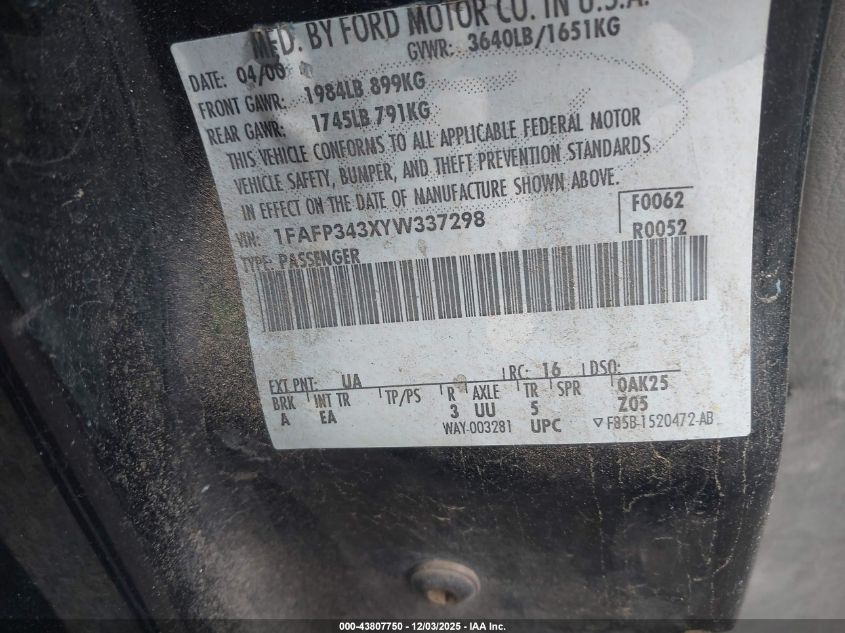 MFD. BY FORD MOTOR CO. IN U.S.A.
DATE: 04/00 GVWR: 3640LB/1651KG
FRONT GAWR: 1984LB 899KG
REAR GAWR: 1745LB 791KG
THIS VEHICLE CONFORMS TO ALL APPLICABLE FEDERAL MOTOR
VEHICLE SAFETY, BUMPER, AND THEFT PREVENTION STANDARDS
IN EFFECT ON THE DATE OF MANUFACTURE SHOWN ABOVE.
VIN: 1FAFP343XYW337298 F0062
TYPE: PASSENGER R0052
EXT PNT: UA RC: 16 DSO:
BRK INT TR TP/PS R AXLE TR SPR 0AK25
A EA 3 UU 5 Z05
WAY-003281 UPC F85B-1520472-AB
000-43807750 - 12/03/2025 - IAA Inc.